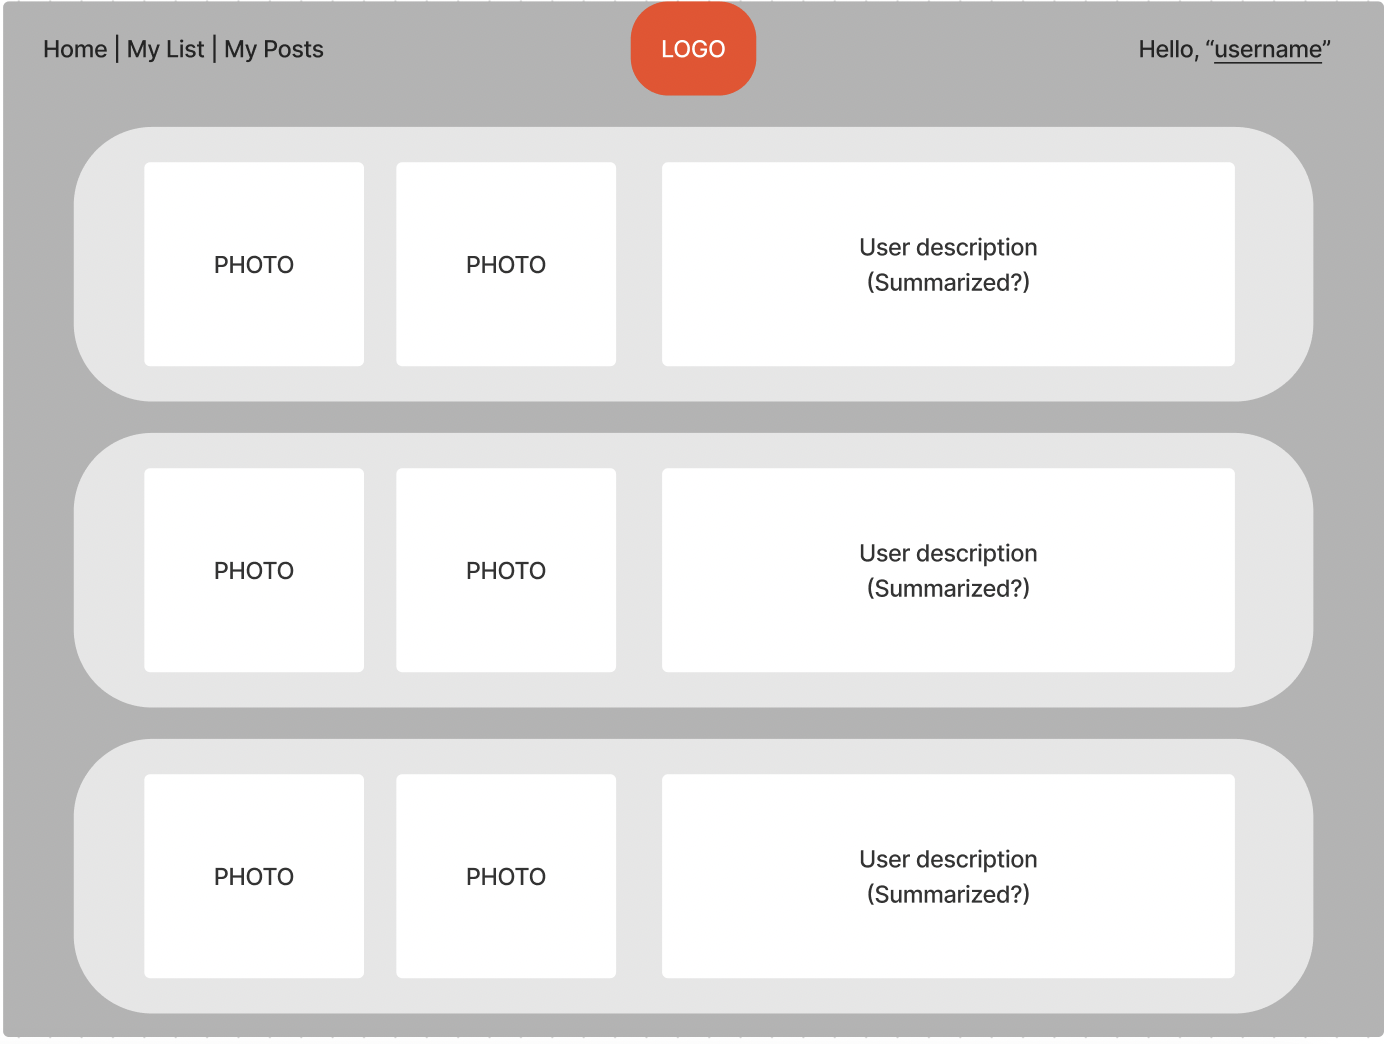 Home | My List | My Posts
LOGO
Hello, “username”
PHOTO
PHOTO
User description
(Summarized?)
PHOTO
PHOTO
User description
(Summarized?)
PHOTO
PHOTO
User description
(Summarized?)